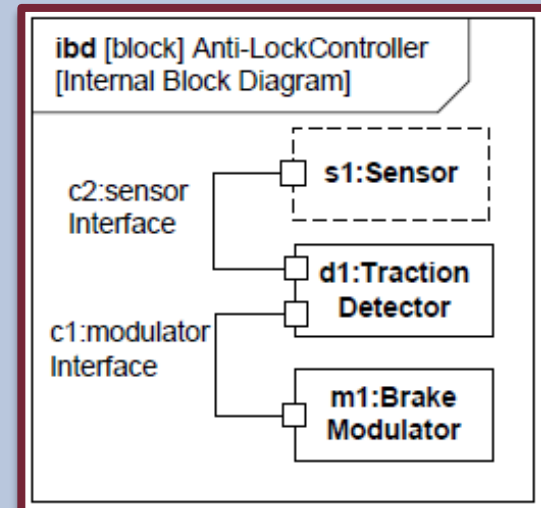 ibd [block] Anti-LockController
[Internal Block Diagram]
s1:Sensor
c2:sensor
Interface
d1:Traction
Detector
c1:modulator
Interface
m1:Brake
Modulator